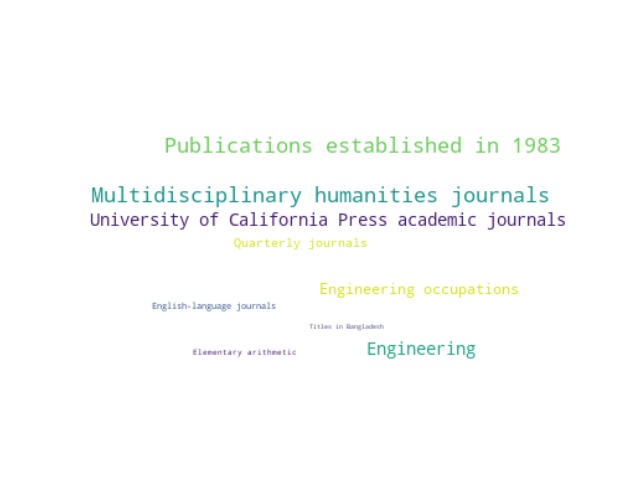 Publications established in 1983
Multidisciplinary humanities journals
University of California Press academic journals
Quarterly journals
Engineering occupations
English-language journals
Titles in Bangladesh
Engineering
Elementary arithmetic